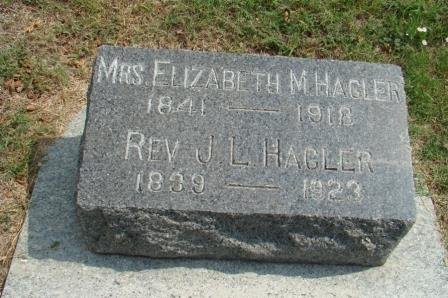 MRS. ELIZABETH M. HAGLER
1841 — 1918
REV J. L. HAGLER
1839 — 1923